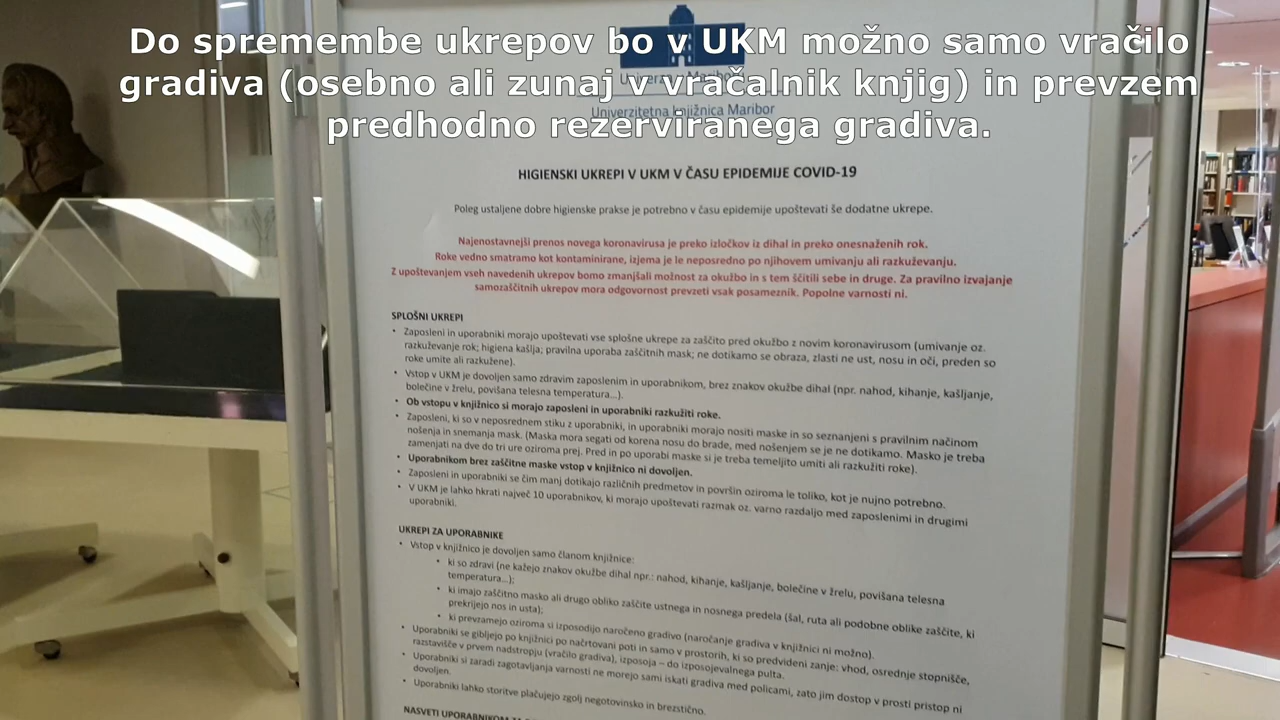 Do spremembe ukrepov bo v UKM možno samo vračilo
gradiva (osebno ali zunaj v vračalnik knjig) in prevzem
predhodno rezerviranega gradiva.
Univerza v Mariboru
Univerzitetna knjižnica Maribor
HIGIENSKI UKREPI V UKM V ČASU EPIDEMIJE COVID-19
Poleg ustaljene dobre higienske prakse je potrebno v času epidemije upoštevati še dodatne ukrepe.
Najenostavnejši prenos novega koronavirusa je preko izločkov iz dihal in preko onesnaženih rok.
Roke vedno smatramo kot kontaminirane, izjema je le neposredno po njihovem umivanju ali razkuževanju.
Z upoštevanjem vseh navedenih ukrepov bomo zmanjšali možnost za okužbo in s tem ščitili sebe in druge. Za pravilno izvajanje
samozaščitnih ukrepov mora odgovornost prevzeti vsak posameznik. Popolne varnosti ni.
SPLOŠNI UKREPI
• Zaposleni in uporabniki morajo upoštevati vse splošne ukrepe za zaščito pred okužbo z novim koronavirusom (umivanje oz.
razkuževanje rok; higiena kašlja; pravilna uporaba zaščitnih mask; ne dotikamo se obraza, zlasti ne ust, nosu in oči, preden so
roke umite ali razkužene).
• Vstop v UKM je dovoljen samo zdravim zaposlenim in uporabnikom, brez znakov okužbe dihal (npr. nahod, kihanje, kašljanje,
bolečine v žrelu, povišana telesna temperatura...).
• Ob vstopu v knjižnico si morajo zaposleni in uporabniki razkužiti roke.
• Zaposleni, ki so v neposrednem stiku z uporabniki, in uporabniki morajo nositi maske in so seznanjeni s pravilnim načinom
nošenja in snemanja mask. (Maska mora segati od korena nosu do brade, med nošenjem se je ne dotikamo. Masko je treba
zamenjati na dve do tri ure oziroma prej. Pred in po uporabi maske si je treba temeljito umiti ali razkužiti roke).
• Uporabnikom brez zaščitne maske vstop v knjižnico ni dovoljen.
• Zaposleni in uporabniki se čim manj dotikajo različnih predmetov in površin oziroma le toliko, kot je nujno potrebno.
• V UKM je lahko hkrati največ 10 uporabnikov, ki morajo upoštevati razmak oz. varno razdaljo med zaposlenimi in drugimi
uporabniki.
UKREPI ZA UPORABNIKE
• Vstop v knjižnico je dovoljen samo članom knjižnice:
• ki so zdravi (ne kažejo znakov okužbe dihal npr.: nahod, kihanje, kašljanje, bolečine v žrelu, povišana telesna
temperatura...);
• ki imajo zaščitno masko ali drugo obliko zaščite ustnega in nosnega predela (šal, ruta ali podobne oblike zaščite, ki
prekrijejo nos in usta);
• ki prevzamejo oziroma si izposodijo naročeno gradivo (naročanje gradiva v knjižnici ni možno).
• Uporabniki se gibljejo po knjižnici po načrtovani poti in samo v prostorih, ki so predvideni zanje: vhod, osrednje stopnišče,
razstavišče v prvem nadstropju (vračilo gradiva), izposoja – do izposojevalnega pulta.
• Uporabniki si zaradi zagotavljanja varnosti ne morejo sami iskati gradiva med policami, zato jim dostop v prosti pristop ni
dovoljen.
• Uporabniki lahko storitve plačujejo zgolj negotovinsko in brezstično.
NASVETI UPORABNIKOM